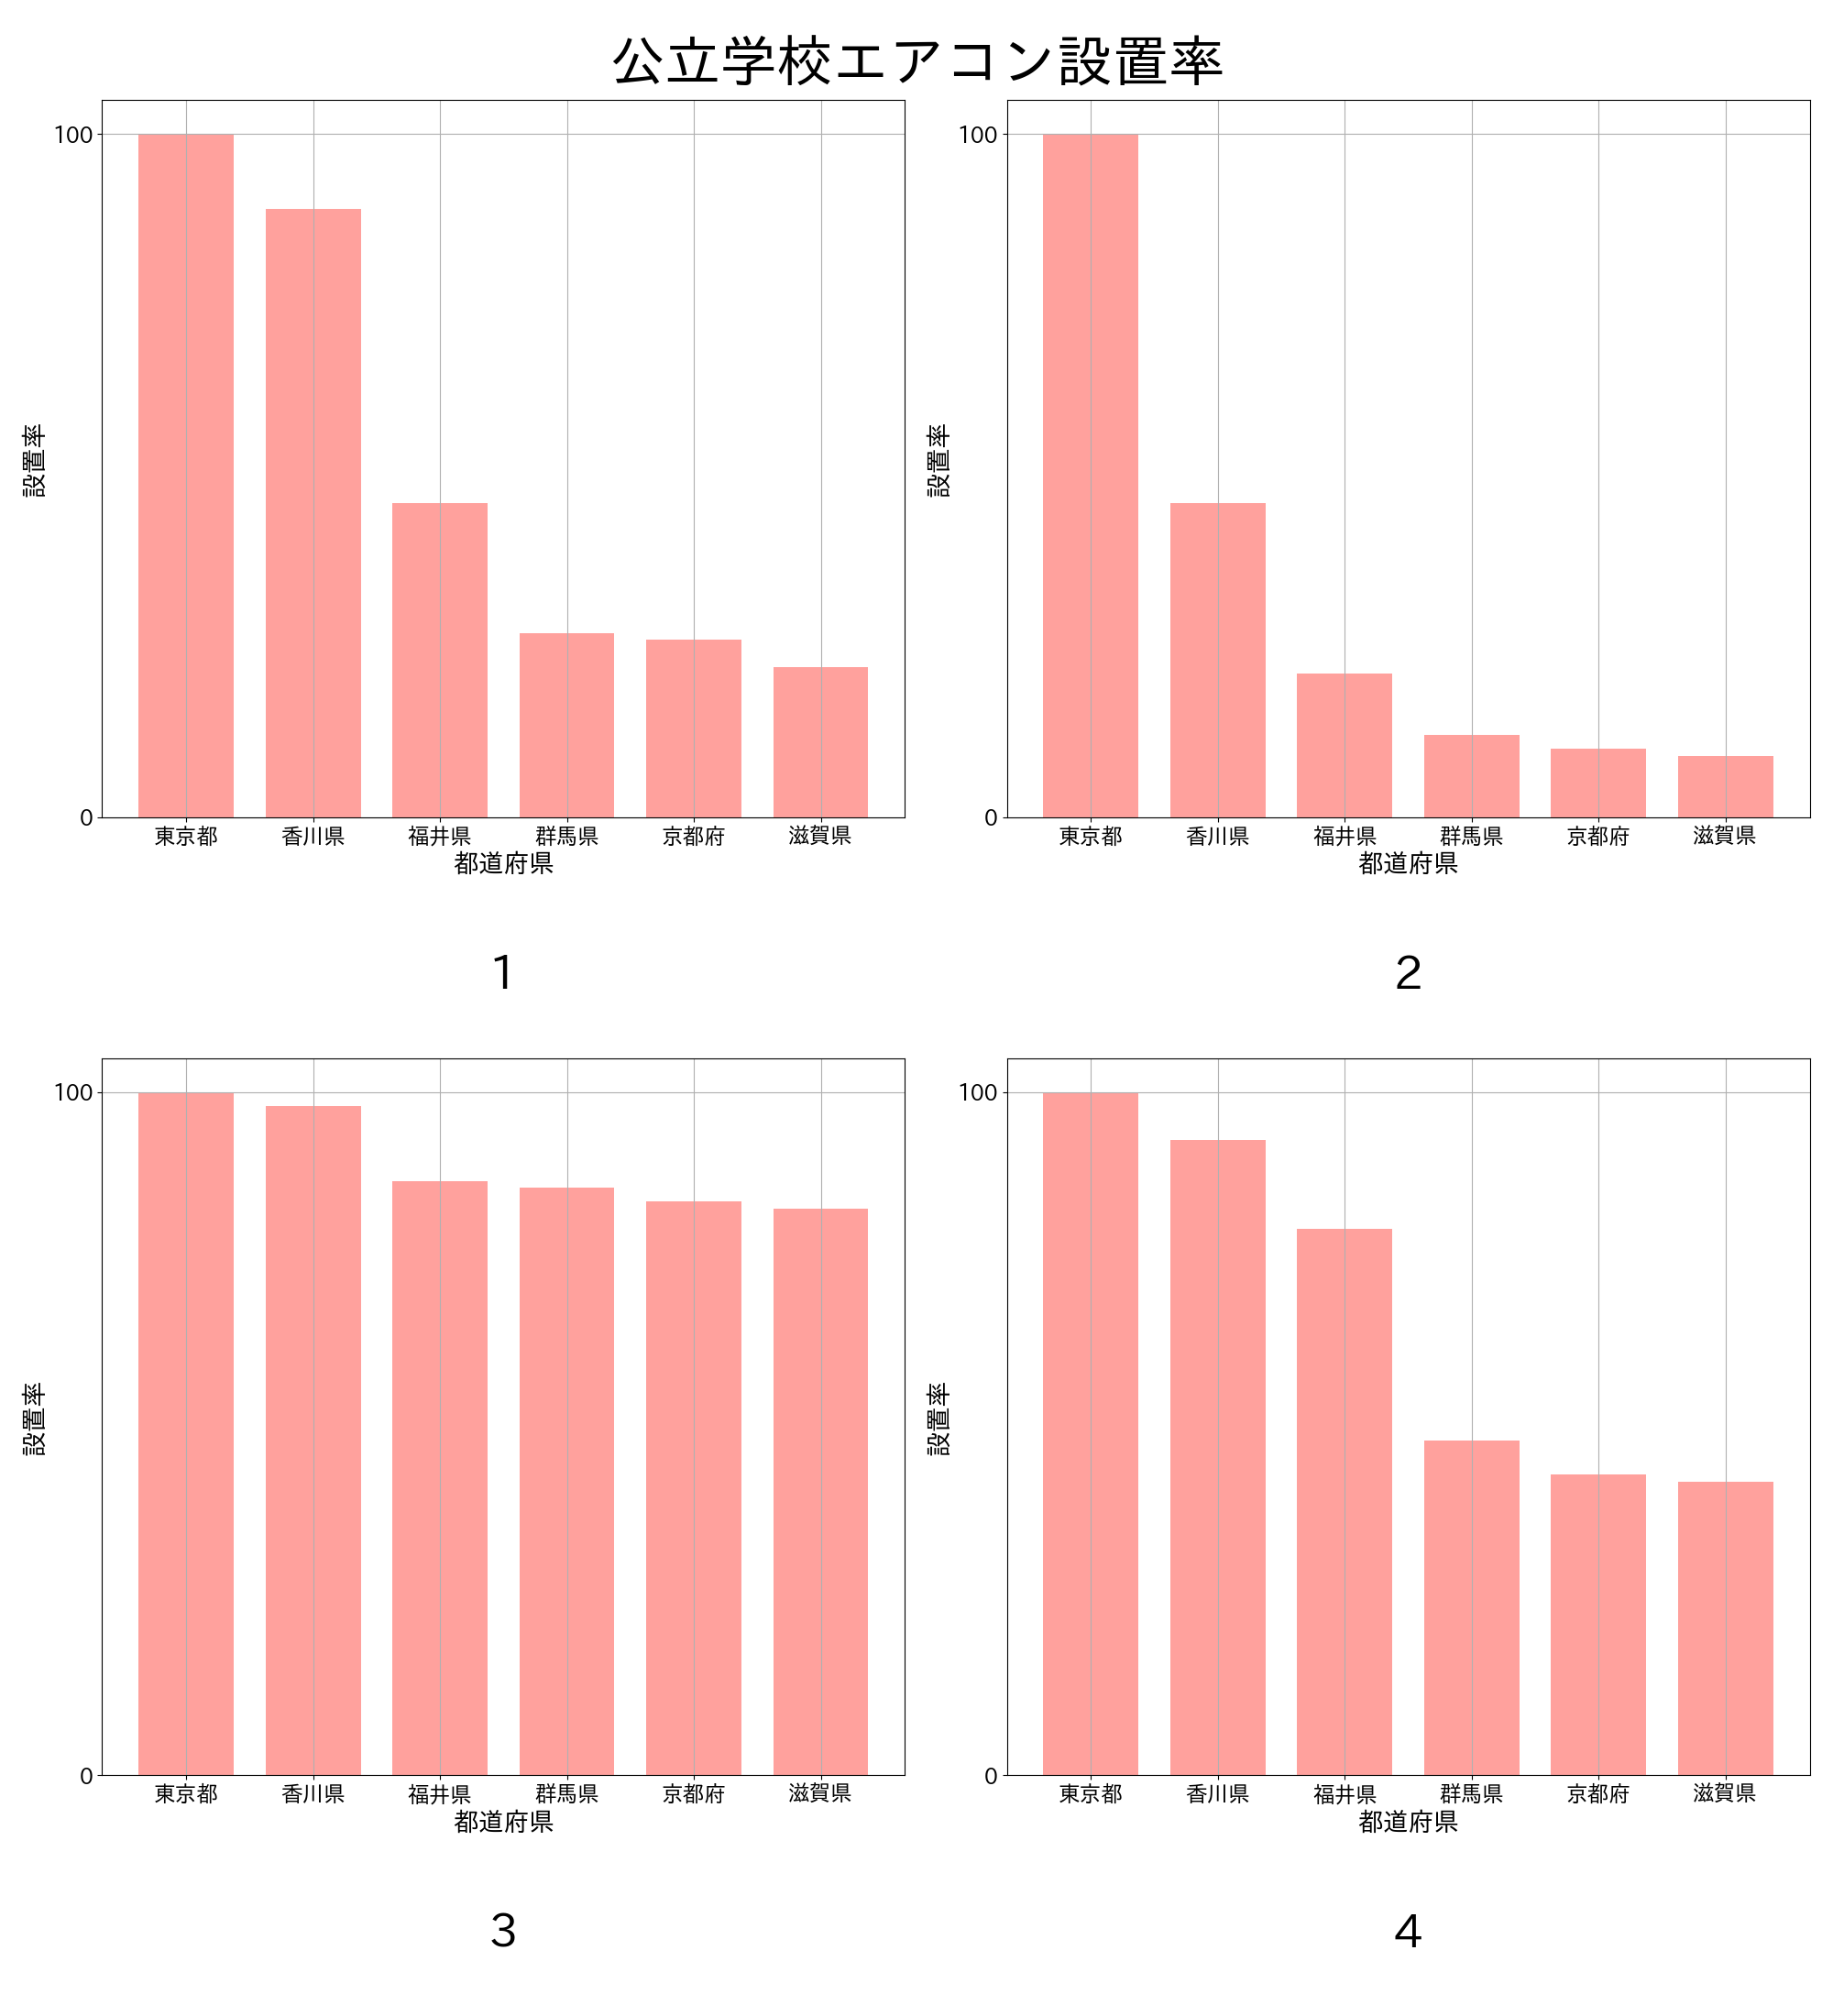 公立学校エアコン設置率
100
0
設置率
東京都 香川県 福井県 群馬県 京都府 滋賀県
都道府県
1
100
0
設置率
東京都 香川県 福井県 群馬県 京都府 滋賀県
都道府県
2
100
0
設置率
東京都 香川県 福井県 群馬県 京都府 滋賀県
都道府県
3
100
0
設置率
東京都 香川県 福井県 群馬県 京都府 滋賀県
都道府県
4